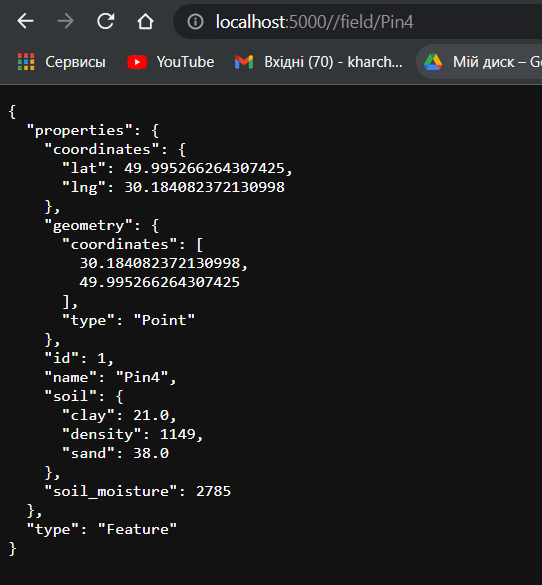 localhost:5000//field/Pin4
Сервисы YouTube Вхідні (70) - kharch... Мій диск – Go
{
  "properties": {
    "coordinates": {
      "lat": 49.995266264307425,
      "lng": 30.184082372130998
    },
    "geometry": {
      "coordinates": [
        30.184082372130998,
        49.995266264307425
      ],
      "type": "Point"
    },
    "id": 1,
    "name": "Pin4",
    "soil": {
      "clay": 21.0,
      "density": 1149,
      "sand": 38.0
    },
    "soil_moisture": 2785
  },
  "type": "Feature"
}